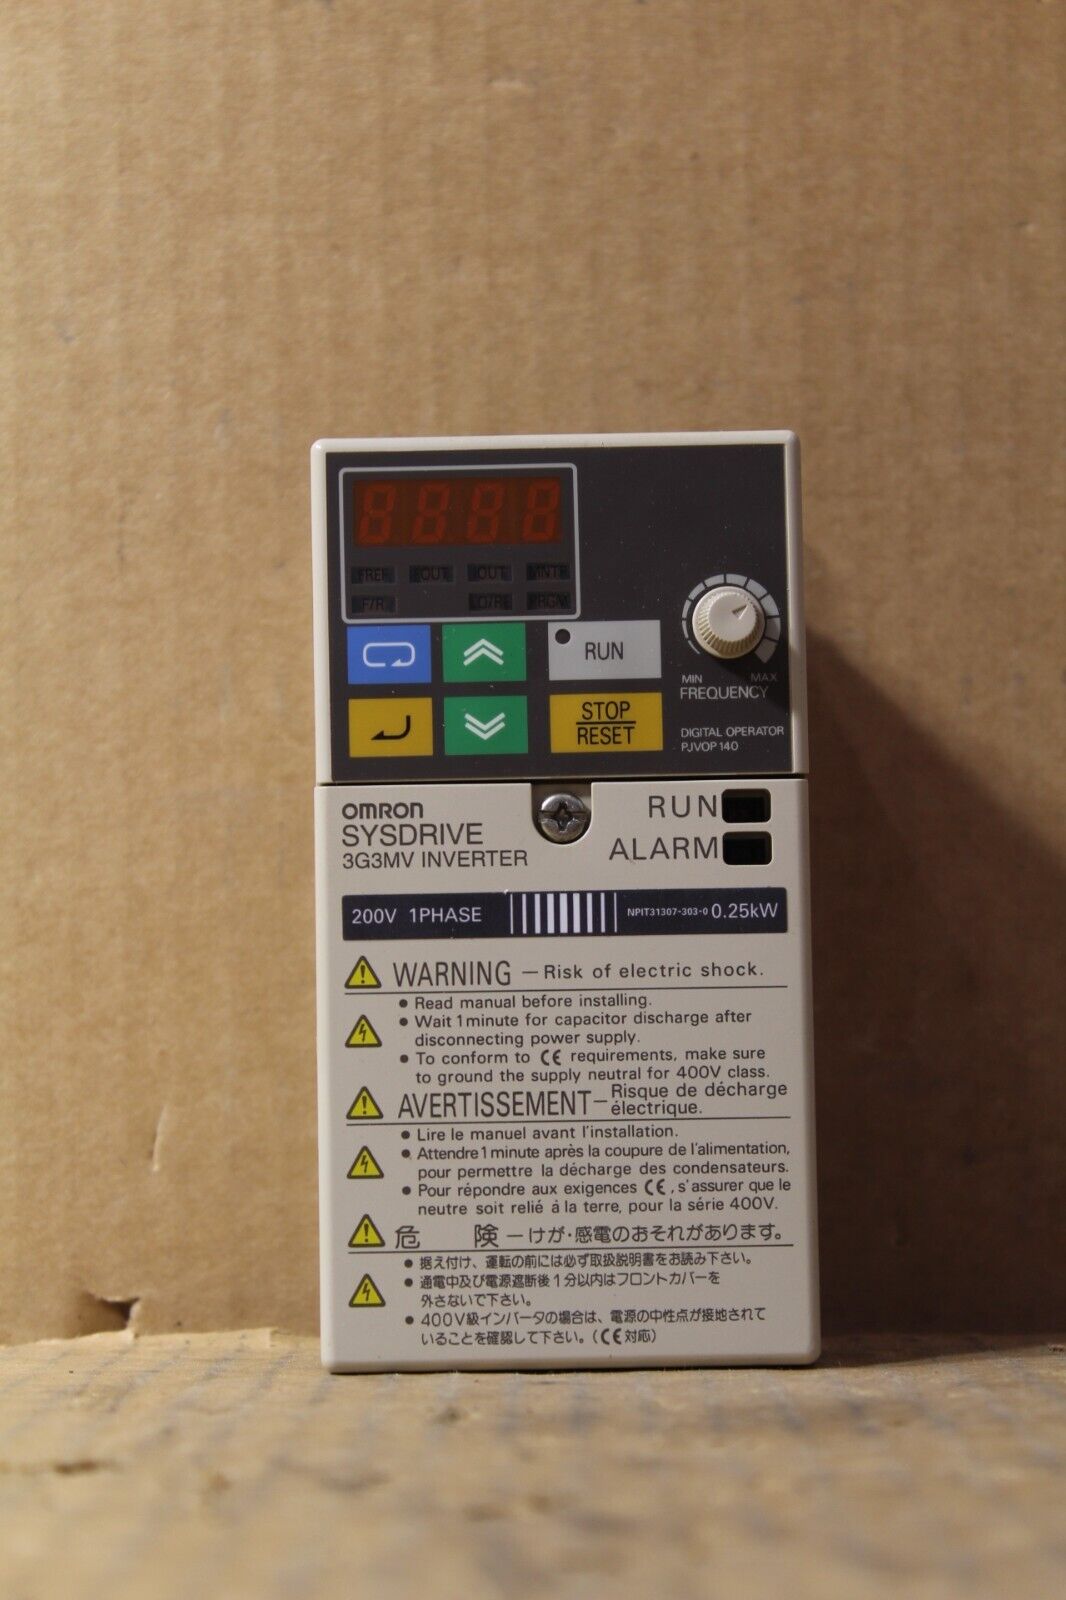 8888
FREF FOUT IOUT MNTR
F/R LO/RE PRGM
RUN
STOP
RESET
MIN MAX
FREQUENCY
DIGITAL OPERATOR
PJVOP140
OMRON
SYSDRIVE
3G3MV INVERTER
RUN
ALARM
200V 1PHASE NPIT31307-303-0 0.25kW
WARNING – Risk of electric shock.
● Read manual before installing.
● Wait 1 minute for capacitor discharge after
disconnecting power supply.
● To conform to CE requirements, make sure
to ground the supply neutral for 400V class.
AVERTISSEMENT – Risque de décharge
électrique.
● Lire le manuel avant l'installation.
● Attendre 1 minute après la coupure de l'alimentation,
pour permettre la décharge des condensateurs.
● Pour répondre aux exigences CE, s'assurer que le
neutre soit relié à la terre, pour la série 400V.
危 険 ーけが・感電のおそれがあります。
● 据え付け、運転の前には必ず取扱説明書をお読み下さい。
● 通電中及び電源遮断後1分以内はフロントカバーを
外さないで下さい。
● 400V級インバータの場合は、電源の中性点が接地されて
いることを確認して下さい。(CE対応)